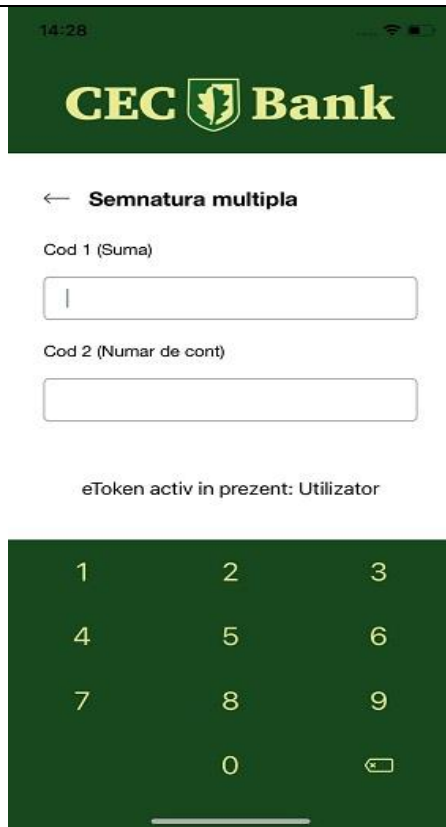 14:28
CEC Bank
← Semnatura multipla
Cod 1 (Suma)
Cod 2 (Numar de cont)
eToken activ in prezent: Utilizator
1 2 3
4 5 6
7 8 9
0